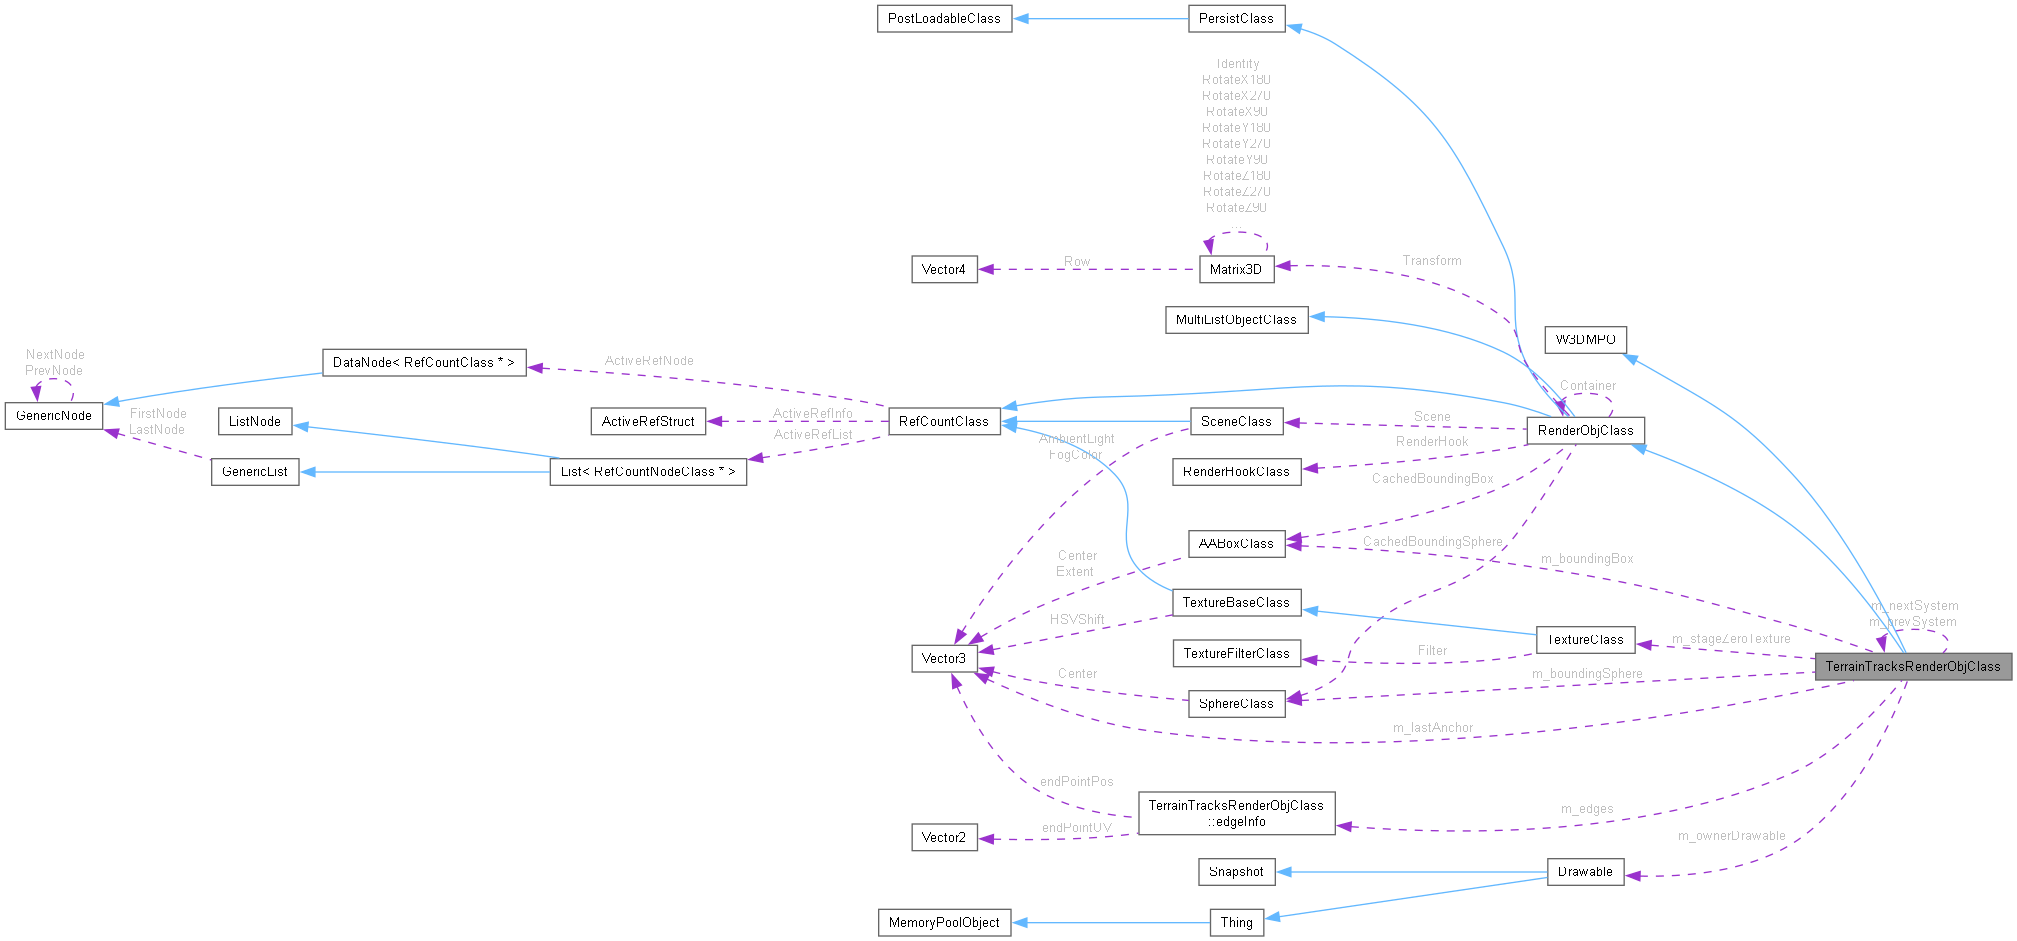 PostLoadableClass
PersistClass
Identity
RotateX180
RotateX270
RotateX90
RotateY180
RotateY270
RotateY90
RotateZ180
RotateZ270
RotateZ90
...
Vector4
Row
Matrix3D
Transform
MultiListObjectClass
W3DMPO
NextNode
PrevNode
GenericNode
DataNode< RefCountClass * >
ActiveRefNode
FirstNode
LastNode
ListNode
ActiveRefStruct
ActiveRefInfo
ActiveRefList
RefCountClass
SceneClass
Scene
Container
RenderObjClass
GenericList
List< RefCountNodeClass * >
AmbientLight
FogColor
RenderHook
RenderHookClass
CachedBoundingBox
AABoxClass
CachedBoundingSphere
m_boundingBox
Center
Extent
TextureBaseClass
HSVShift
m_nextSystem
m_prevSystem
TextureClass
m_stageZeroTexture
Vector3
TextureFilterClass
Filter
TerrainTracksRenderObjClass
Center
SphereClass
m_boundingSphere
m_lastAnchor
endPointPos
TerrainTracksRenderObjClass
::edgeInfo
m_edges
Vector2
endPointUV
m_ownerDrawable
Snapshot
Drawable
MemoryPoolObject
Thing